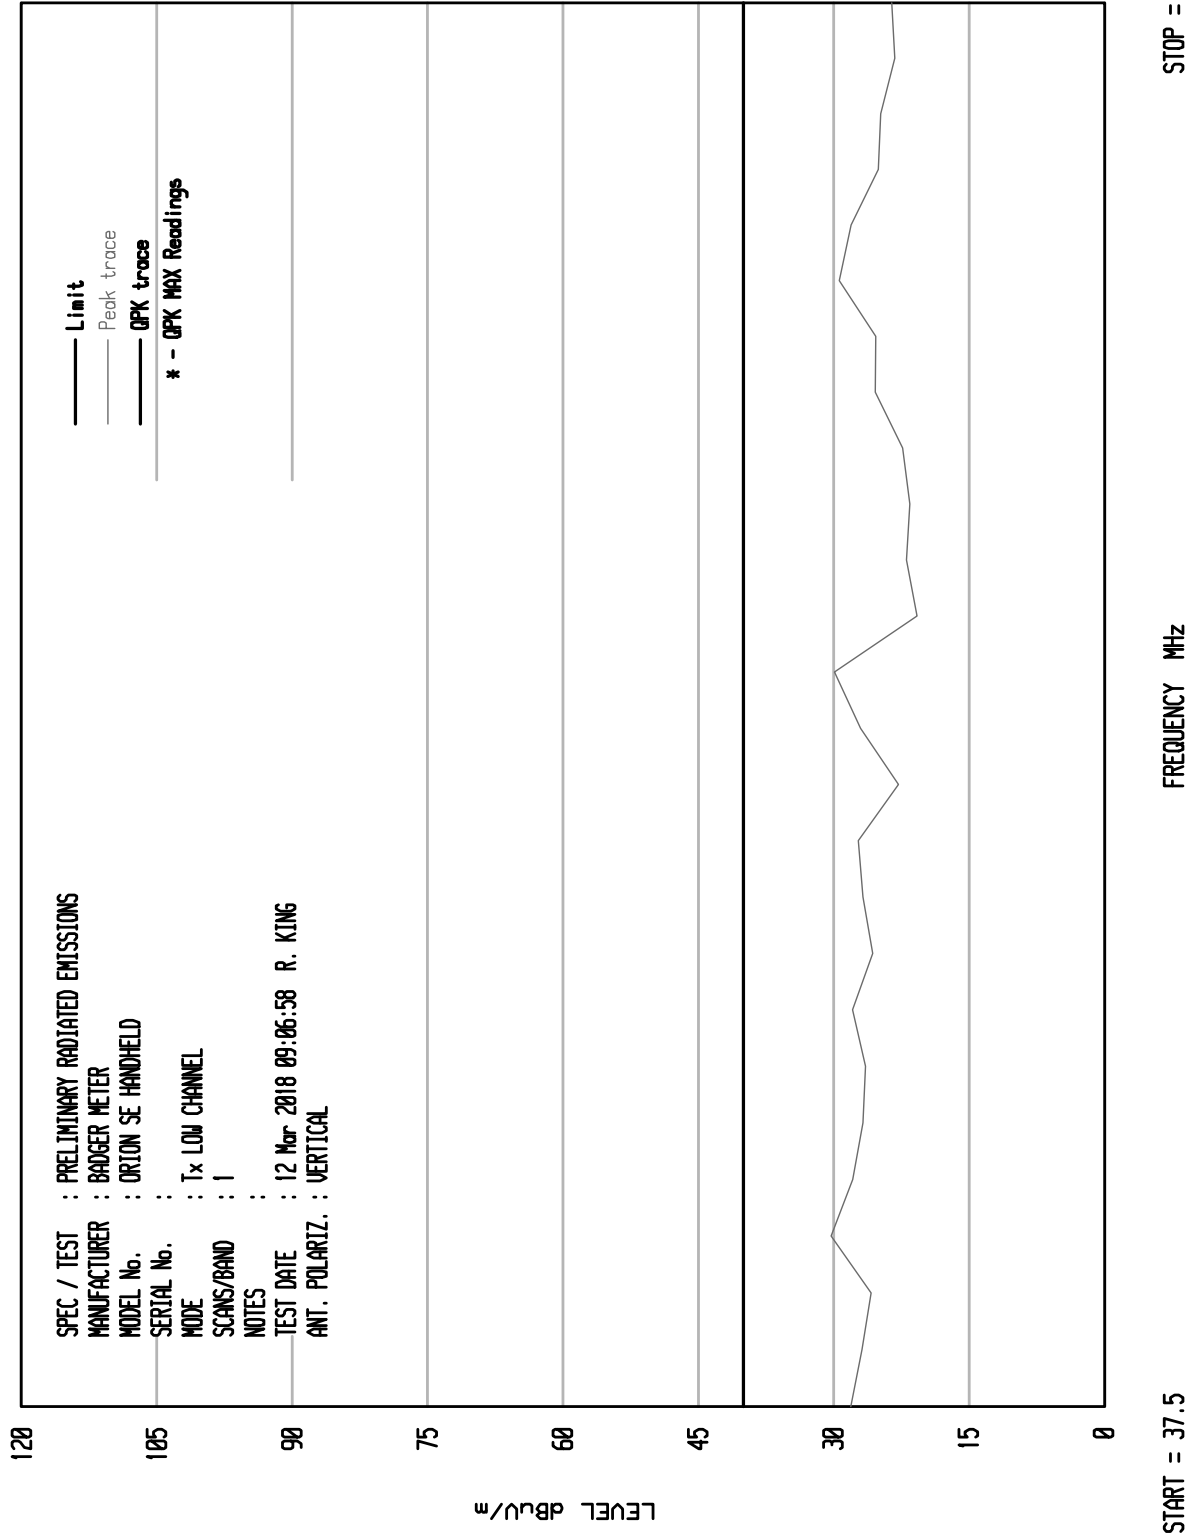 SPEC / TEST : PRELIMINARY RADIATED EMISSIONS
MANUFACTURER : BADGER METER
MODEL No. : ORION SE HANDHELD
SERIAL No. :
MODE : Tx LOW CHANNEL
SCANS/BAND : 1
NOTES :
TEST DATE : 12 Mar 2018 09:06:58 R. KING
ANT. POLARIZ. : VERTICAL
Limit
Peak trace
QPK trace
* - QPK MAX Readings
120
105
90
75
60
45
30
15
0
LEVEL dBuV/m
START = 37.5
FREQUENCY MHz
STOP =